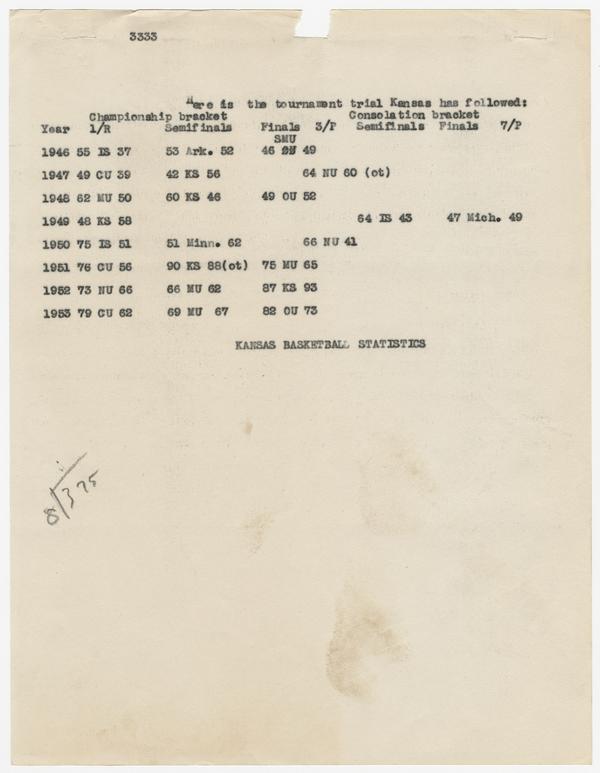 3333
Here is the tournament trial Kansas has followed:
Championship bracket Consolation bracket
Year 1/R Semifinals Finals 3/P Semifinals Finals 7/P
SMU
1946 55 IS 37 53 Ark. 52 46 49
1947 49 CU 39 42 KS 56 64 NU 60 (ot)
1948 62 MU 50 60 KS 46 49 OU 52
1949 48 KS 58 64 IS 43 47 Mich. 49
1950 75 IS 51 51 Minn. 62 66 NU 41
1951 76 CU 56 90 KS 88(ot) 75 MU 65
1952 73 NU 66 66 MU 62 87 KS 93
1953 79 CU 62 69 MU 67 82 OU 73
KANSAS BASKETBALL STATISTICS